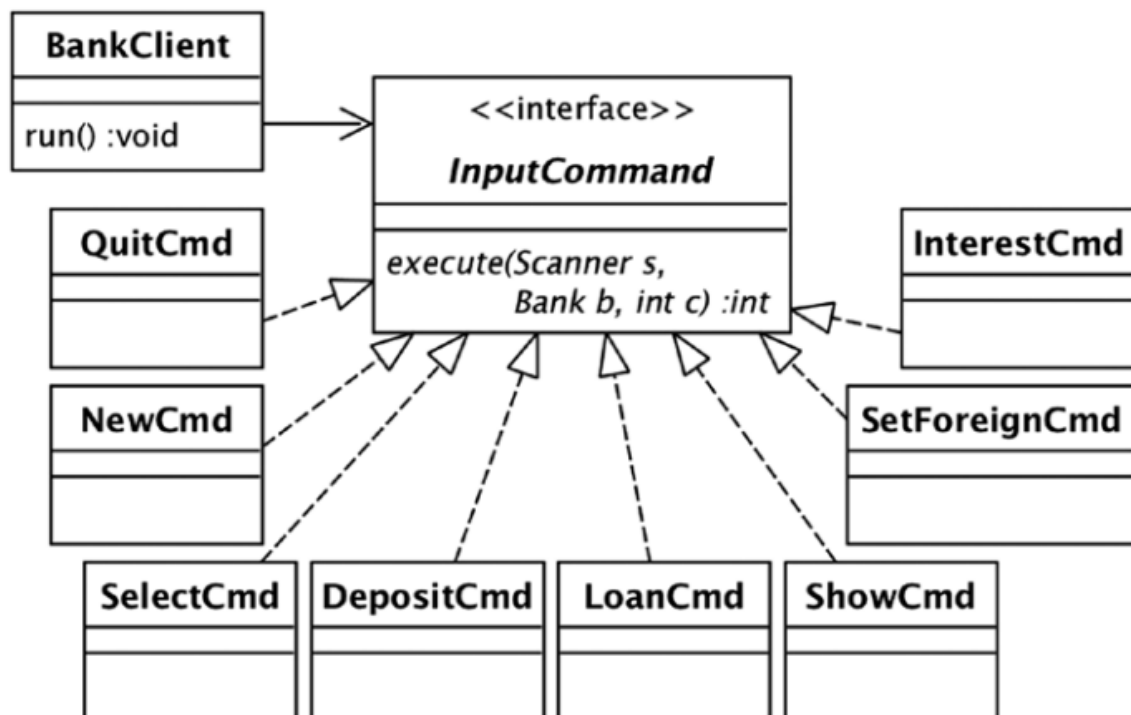 BankClient
run() :void
<<interface>>
InputCommand
execute(Scanner s,
Bank b, int c) :int
QuitCmd
InterestCmd
NewCmd
SetForeignCmd
SelectCmd
DepositCmd
LoanCmd
ShowCmd